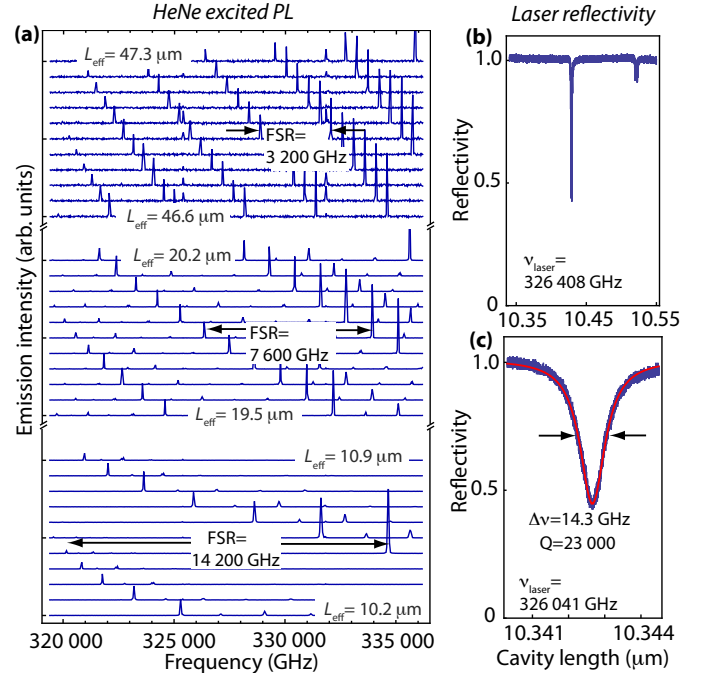 HeNe excited PL
Laser reflectivity
(a)
L_eff= 47.3 μm
FSR=
3 200 GHz
L_eff= 46.6 μm
L_eff= 20.2 μm
FSR=
7 600 GHz
L_eff= 19.5 μm
L_eff= 10.9 μm
FSR=
14 200 GHz
L_eff= 10.2 μm
Emission intensity (arb. units)
320 000 325 000 330 000 335 000
Frequency (GHz)
(b)
1.0
0.5
0
Reflectivity
ν_laser=
326 408 GHz
10.35 10.45 10.55
(c)
1.0
0.5
0
Reflectivity
Δν=14.3 GHz
Q=23 000
ν_laser=
326 041 GHz
10.341 10.344
Cavity length (μm)